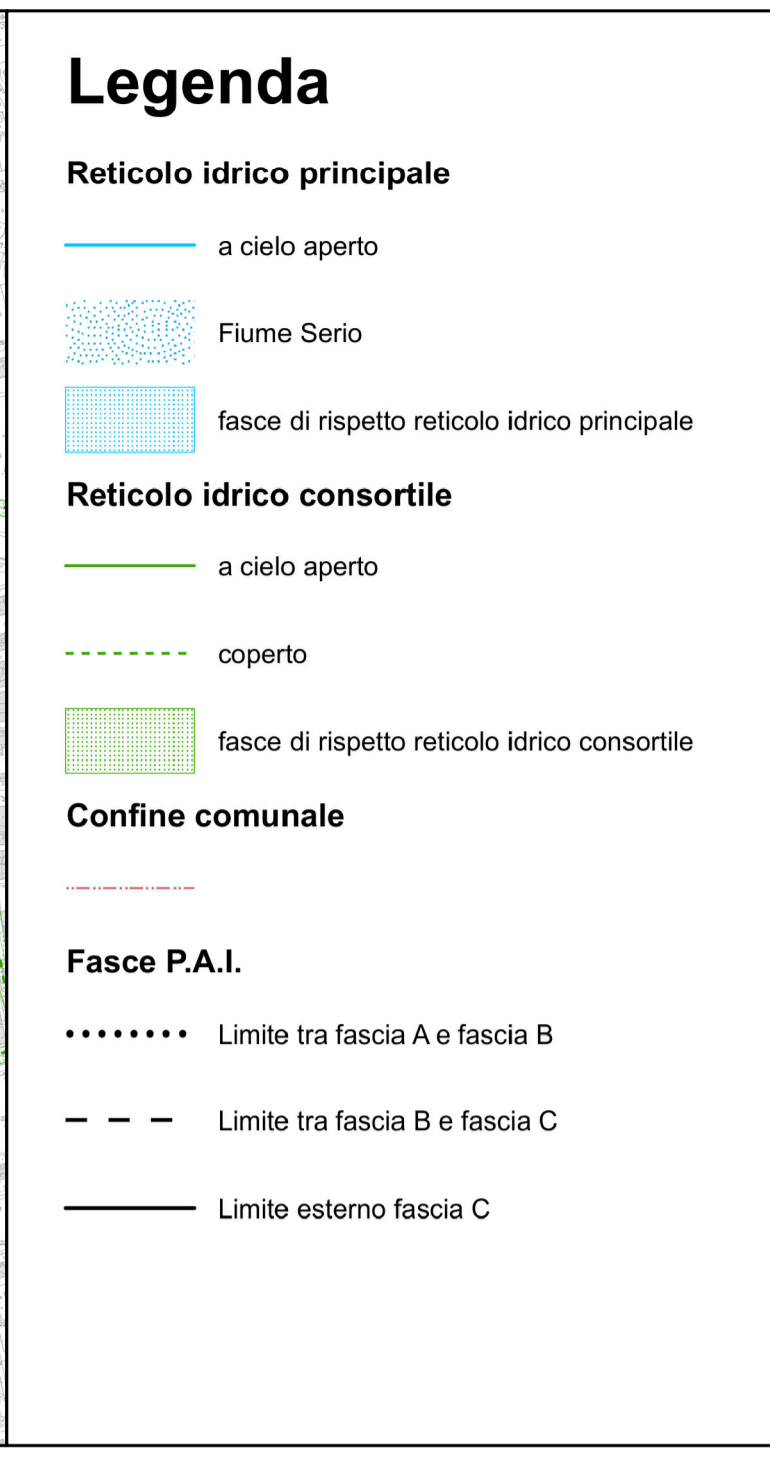 Legenda
Reticolo idrico principale
a cielo aperto
Fiume Serio
fasce di rispetto reticolo idrico principale
Reticolo idrico consortile
a cielo aperto
coperto
fasce di rispetto reticolo idrico consortile
Confine comunale
Fasce P.A.I.
Limite tra fascia A e fascia B
Limite tra fascia B e fascia C
Limite esterno fascia C